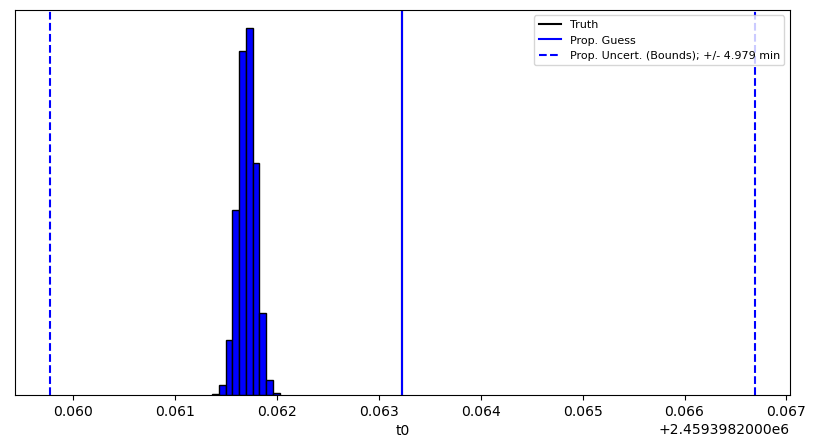 Truth
Prop. Guess
Prop. Uncert. (Bounds); +/- 4.979 min
0.060 0.061 0.062 0.063 0.064 0.065 0.066 0.067
+2.4593982000e6
t0